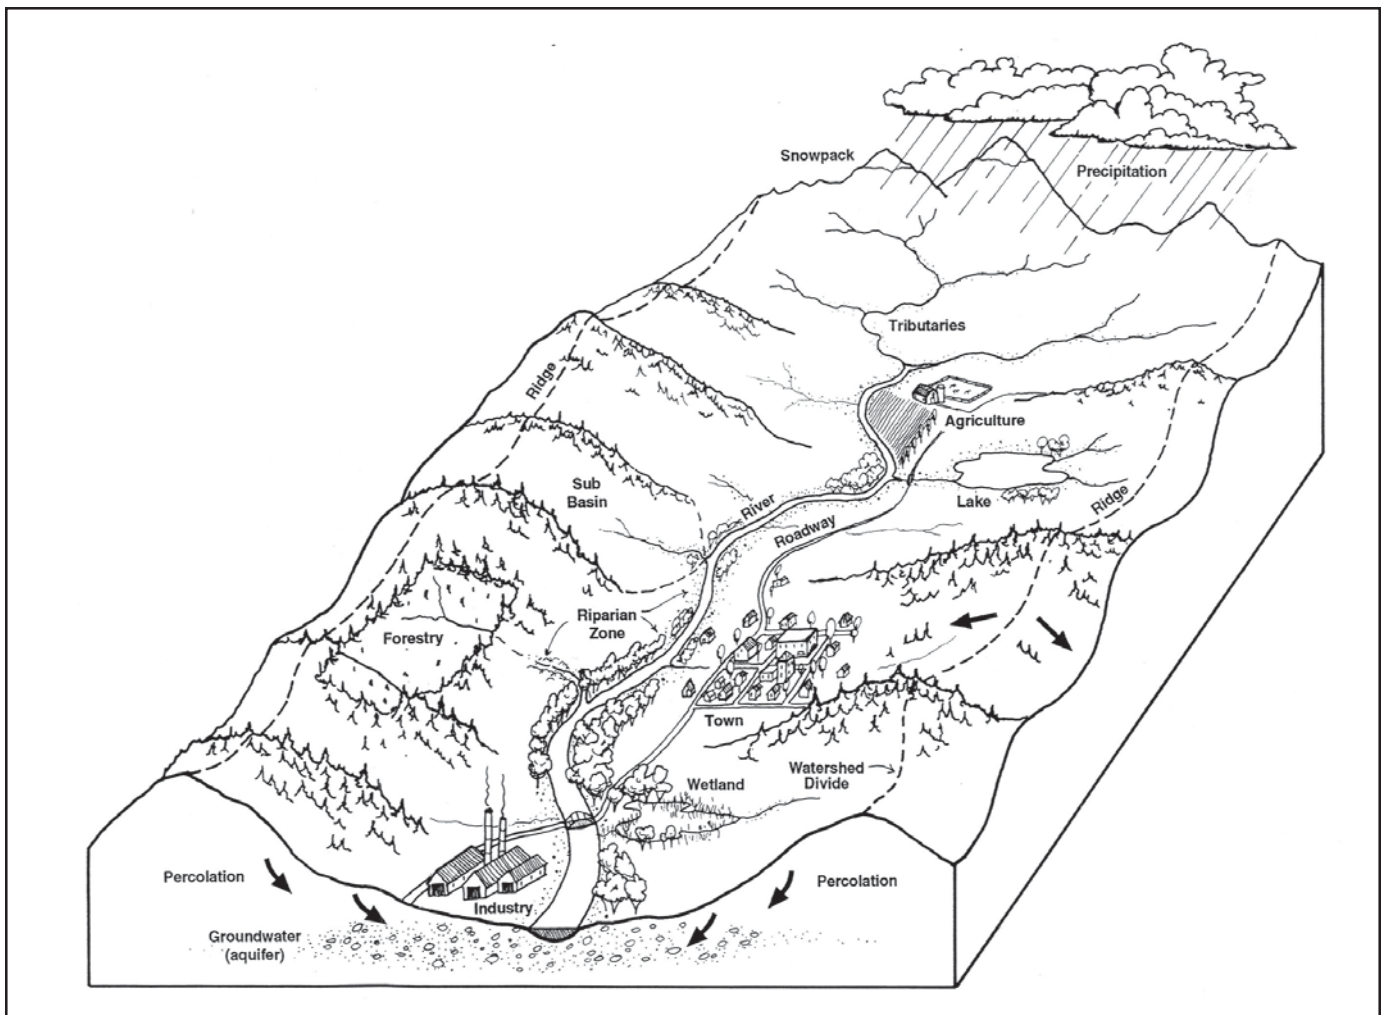 Snowpack
Precipitation
Tributaries
Ridge
Agriculture
Sub
Basin
River
Lake
Ridge
Roadway
Riparian
Zone
Forestry
Town
Watershed
Divide
Wetland
Percolation
Percolation
Industry
Groundwater
(aquifer)